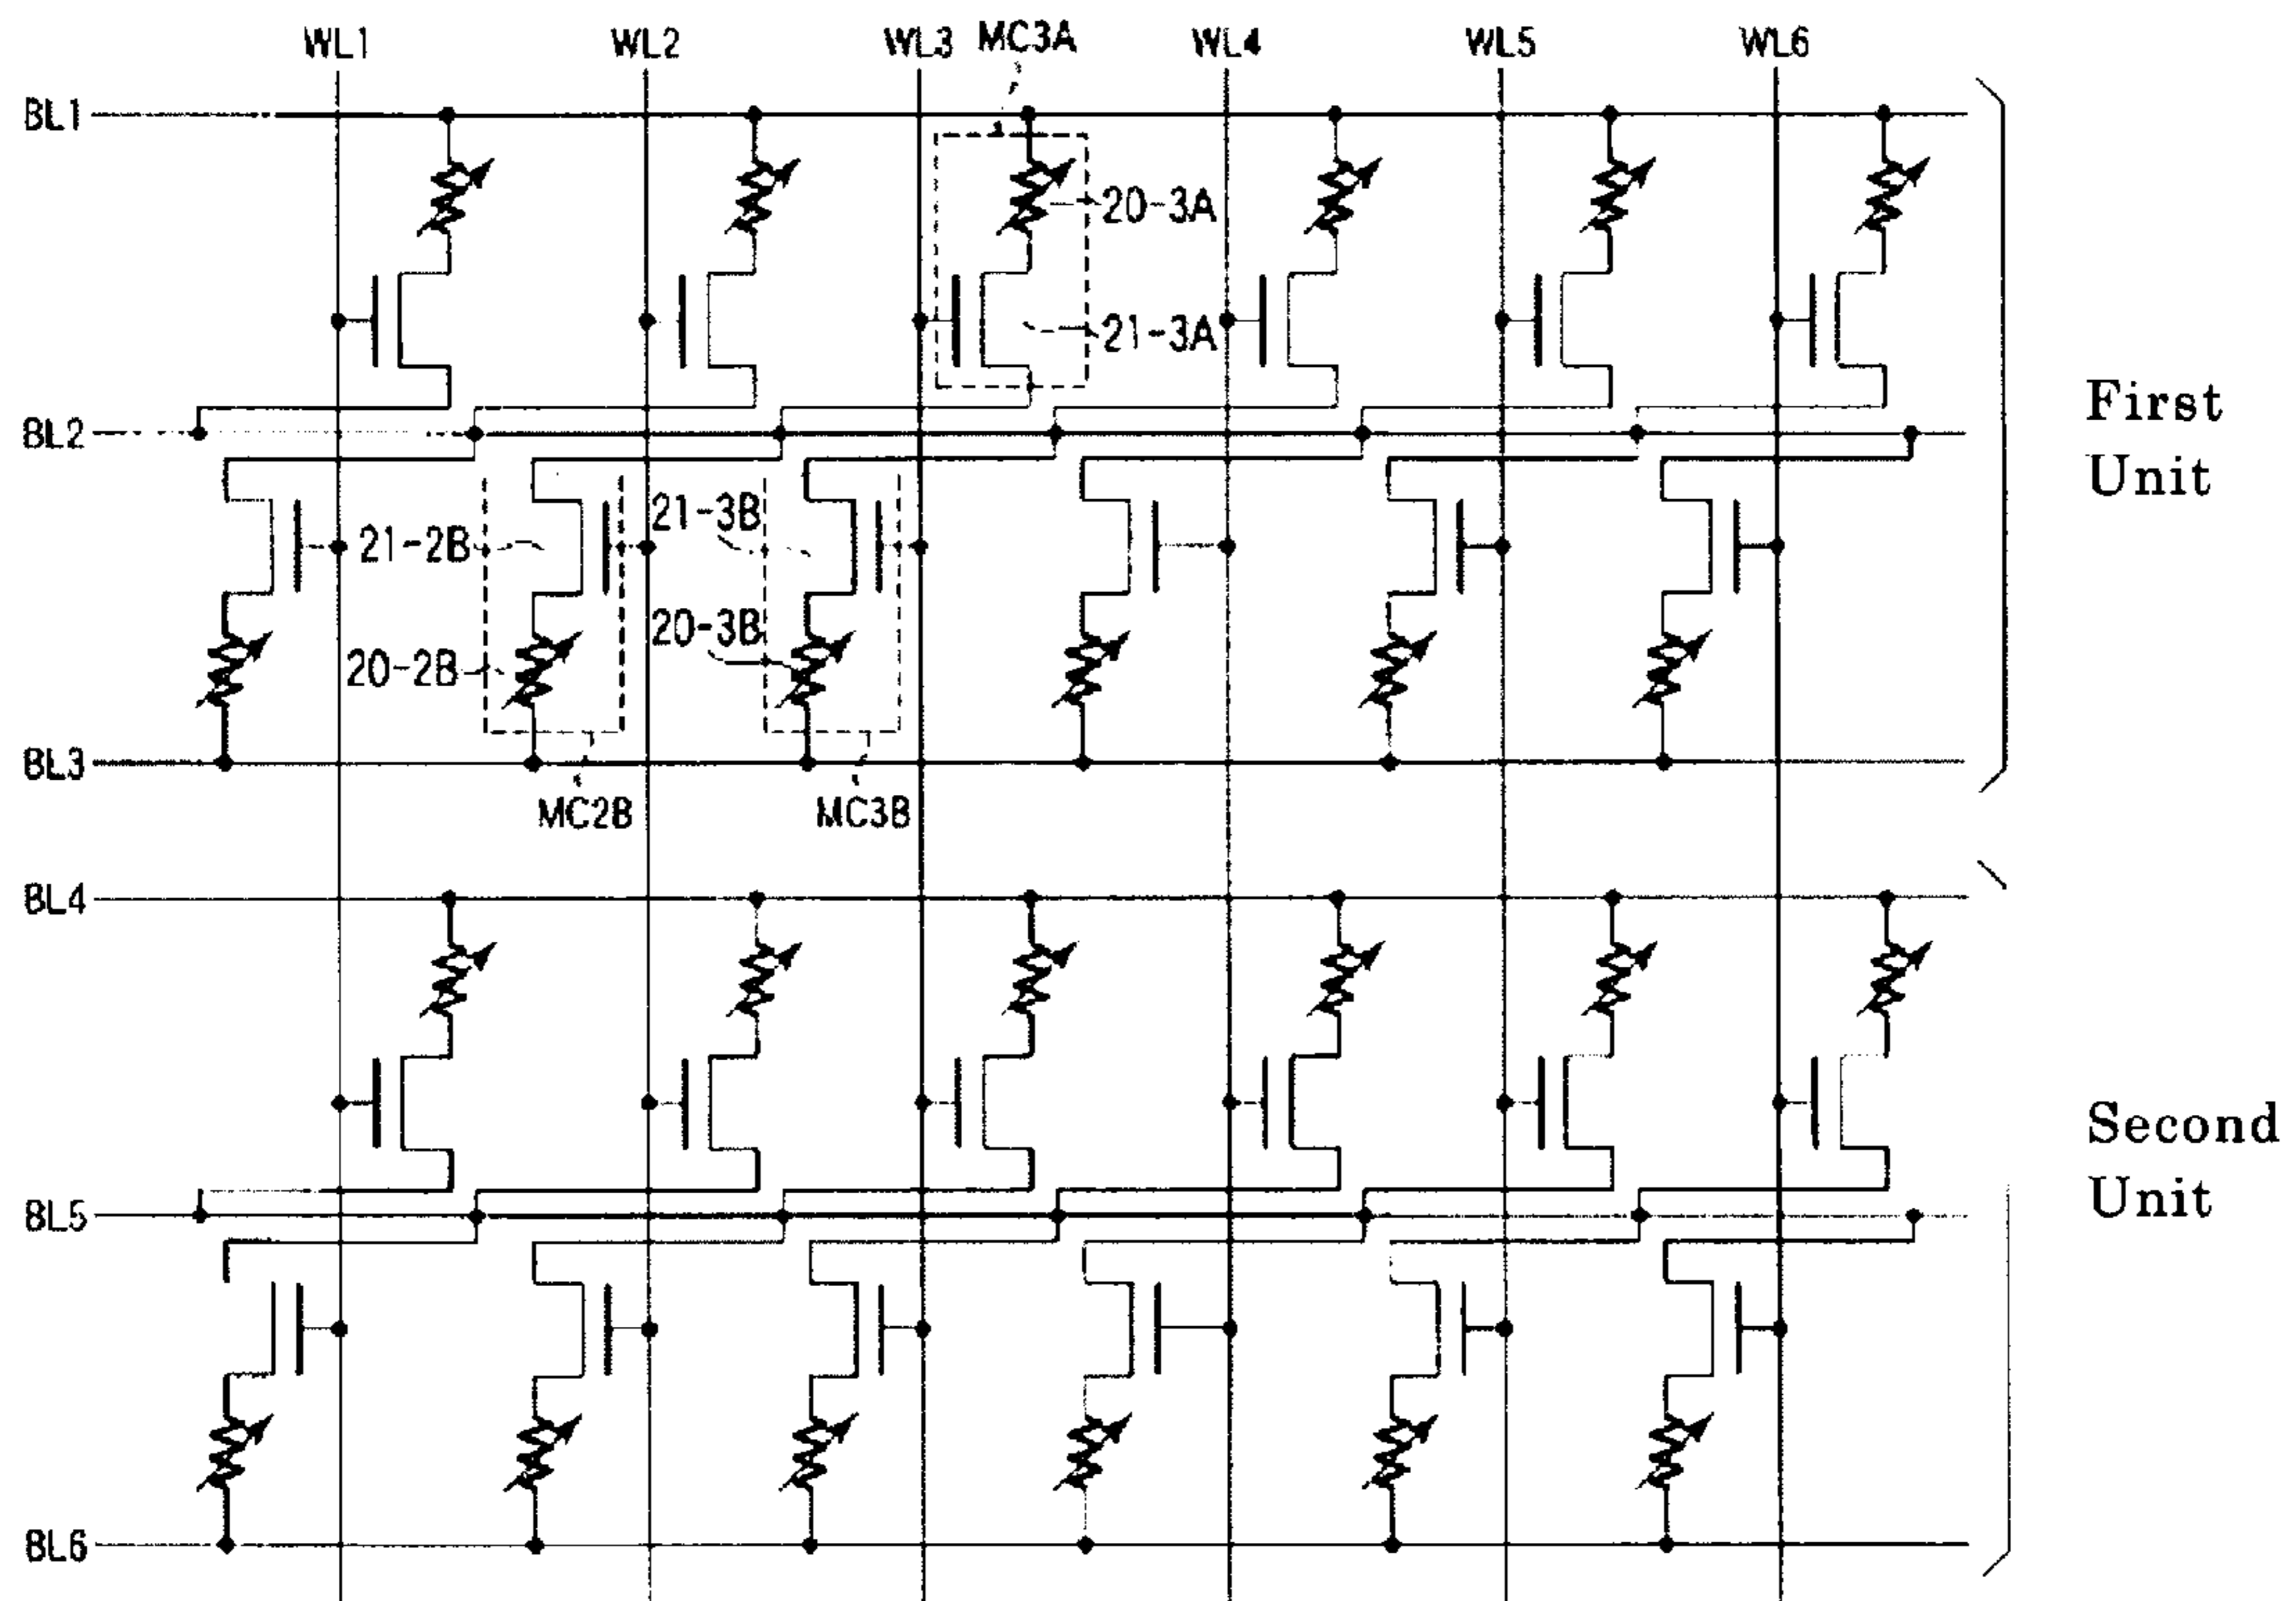 WL1
WL2
WL3
MC3A
WL4
WL5
WL6
BL1
20-3A
21-3A
First
Unit
BL2
21-3B
21-2B
20-3B
20-2B
BL3
MC2B
MC3B
BL4
Second
Unit
BL5
BL6